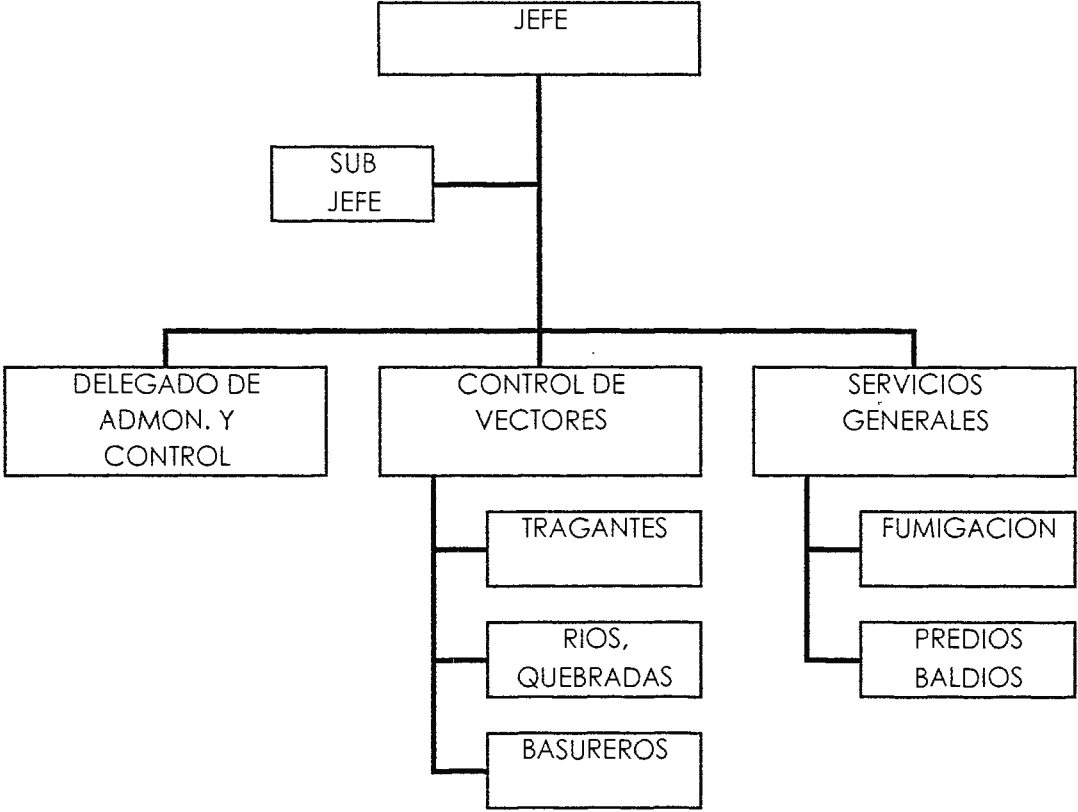 JEFE
SUB
JEFE
DELEGADO DE
ADMON. Y
CONTROL
CONTROL DE
VECTORES
SERVICIOS
GENERALES
TRAGANTES
RIOS,
QUEBRADAS
BASUREROS
FUMIGACION
PREDIOS
BALDIOS